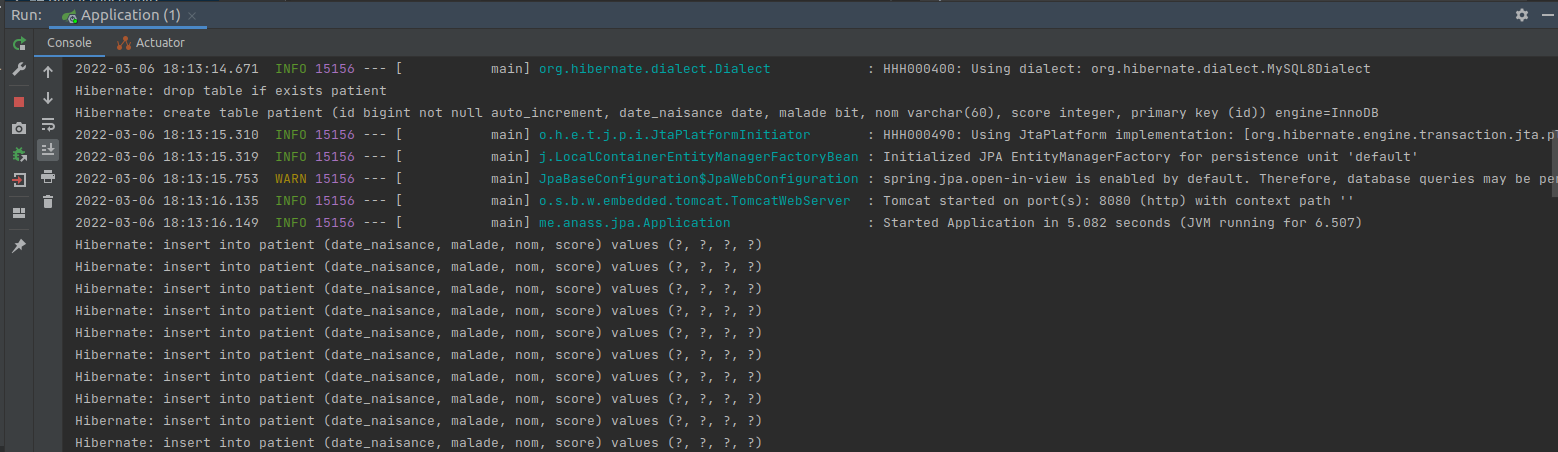 Run: Application (1) ×
Console Actuator
2022-03-06 18:13:14.671  INFO 15156 --- [           main] org.hibernate.dialect.Dialect            : HHH000400: Using dialect: org.hibernate.dialect.MySQL8Dialect
Hibernate: drop table if exists patient
Hibernate: create table patient (id bigint not null auto_increment, date_naisance date, malade bit, nom varchar(60), score integer, primary key (id)) engine=InnoDB
2022-03-06 18:13:15.310  INFO 15156 --- [           main] o.h.e.t.j.p.i.JtaPlatformInitiator       : HHH000490: Using JtaPlatform implementation: [org.hibernate.engine.transaction.jta.p
2022-03-06 18:13:15.319  INFO 15156 --- [           main] j.LocalContainerEntityManagerFactoryBean : Initialized JPA EntityManagerFactory for persistence unit 'default'
2022-03-06 18:13:15.753  WARN 15156 --- [           main] JpaBaseConfiguration$JpaWebConfiguration : spring.jpa.open-in-view is enabled by default. Therefore, database queries may be per
2022-03-06 18:13:16.135  INFO 15156 --- [           main] o.s.b.w.embedded.tomcat.TomcatWebServer  : Tomcat started on port(s): 8080 (http) with context path ''
2022-03-06 18:13:16.149  INFO 15156 --- [           main] me.anass.jpa.Application                 : Started Application in 5.082 seconds (JVM running for 6.507)
Hibernate: insert into patient (date_naisance, malade, nom, score) values (?, ?, ?, ?)
Hibernate: insert into patient (date_naisance, malade, nom, score) values (?, ?, ?, ?)
Hibernate: insert into patient (date_naisance, malade, nom, score) values (?, ?, ?, ?)
Hibernate: insert into patient (date_naisance, malade, nom, score) values (?, ?, ?, ?)
Hibernate: insert into patient (date_naisance, malade, nom, score) values (?, ?, ?, ?)
Hibernate: insert into patient (date_naisance, malade, nom, score) values (?, ?, ?, ?)
Hibernate: insert into patient (date_naisance, malade, nom, score) values (?, ?, ?, ?)
Hibernate: insert into patient (date_naisance, malade, nom, score) values (?, ?, ?, ?)
Hibernate: insert into patient (date_naisance, malade, nom, score) values (?, ?, ?, ?)
Hibernate: insert into patient (date_naisance, malade, nom, score) values (?, ?, ?, ?)